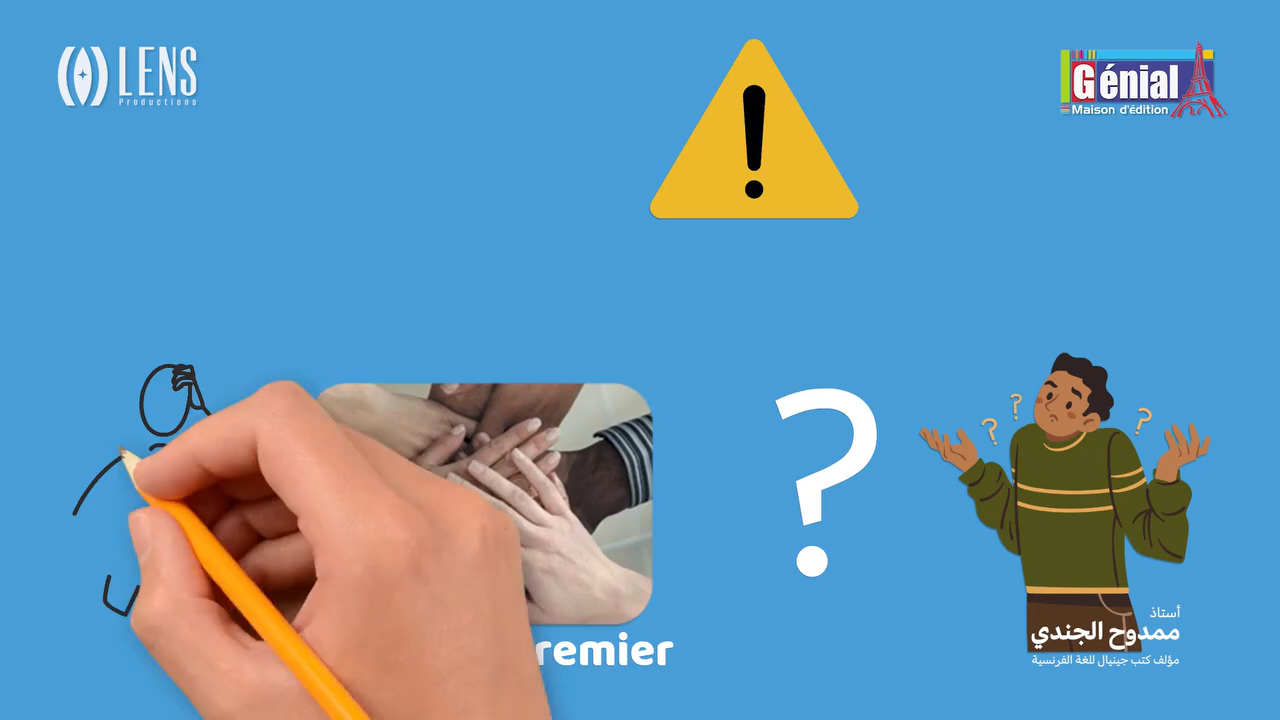 LENS
Productions
Génial
Maison d'édition
!
?
? ? ?
remier
أستاذ
ممدوح الجندي
مؤلف كتب جينيال للغة الفرنسية